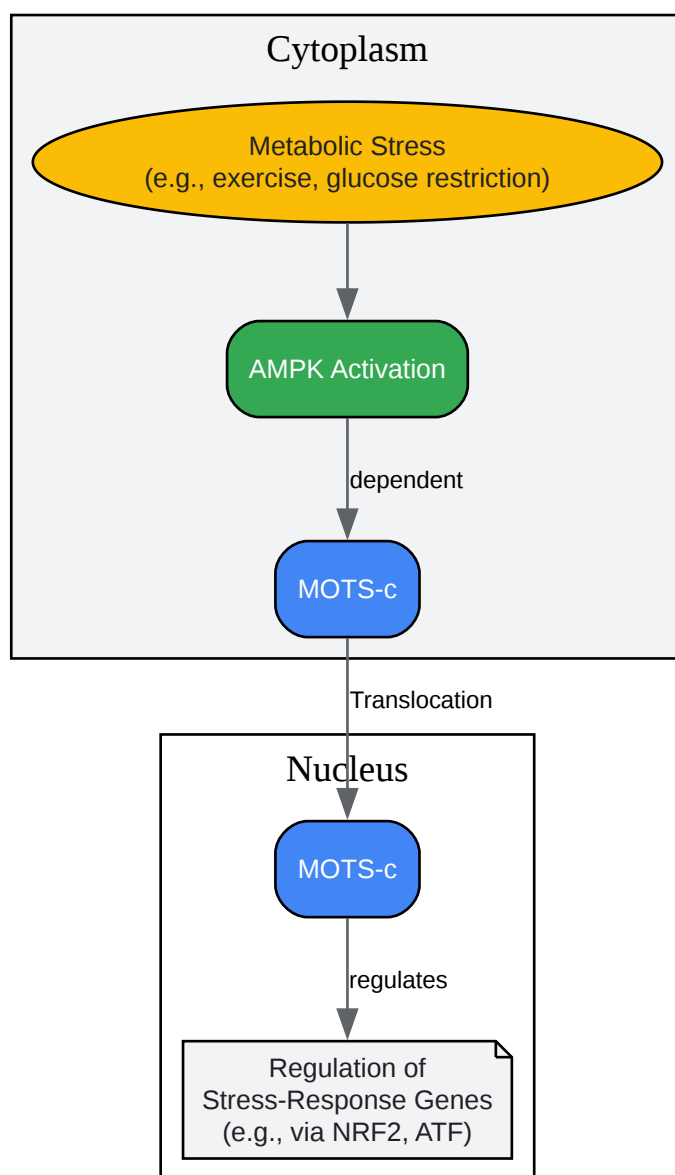 Cytoplasm
Metabolic Stress
(e.g., exercise, glucose restriction)
AMPK Activation
dependent
MOTS-c
Translocation
Nucleus
MOTS-c
regulates
Regulation of
Stress-Response Genes
(e.g., via NRF2, ATF)